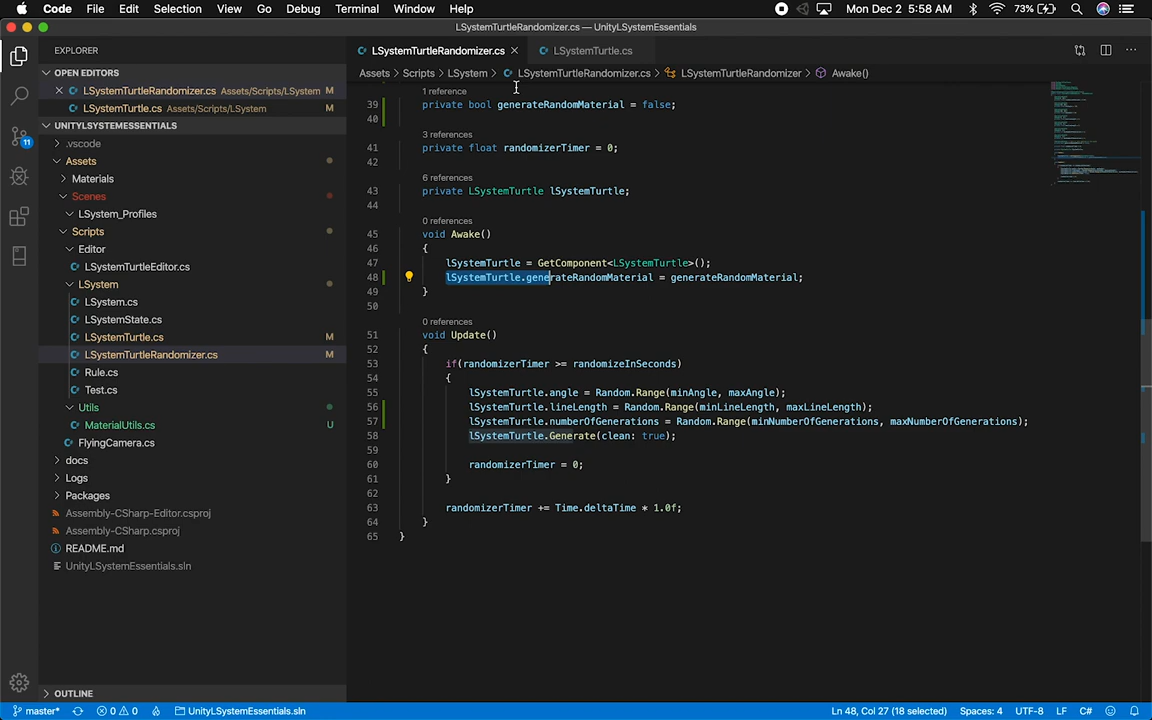 Code File Edit Selection View Go Debug Terminal Window Help 73% Mon Dec 2 5:58 AM
LSystemTurtleRandomizer.cs — UnityLSystemEssentials
EXPLORER
OPEN EDITORS
LSystemTurtleRandomizer.cs Assets/Scripts/LSystem M
LSystemTurtle.cs Assets/Scripts/LSystem M
UNITYLSYSTEMESSENTIALS
.vscode
Assets
Materials
Scenes
LSystem_Profiles
Scripts
Editor
LSystemTurtleEditor.cs
LSystem
LSystem.cs
LSystemState.cs
LSystemTurtle.cs M
LSystemTurtleRandomizer.cs M
Rule.cs
Test.cs
Utils
MaterialUtils.cs U
FlyingCamera.cs
docs
Logs
Packages
Assembly-CSharp-Editor.csproj
Assembly-CSharp.csproj
README.md
UnityLSystemEssentials.sln
OUTLINE
11
LSystemTurtleRandomizer.cs LSystemTurtle.cs
Assets > Scripts > LSystem > LSystemTurtleRandomizer.cs > LSystemTurtleRandomizer > Awake()
1 reference
39 private bool generateRandomMaterial = false;
40
3 references
41 private float randomizerTimer = 0;
42
6 references
43 private LSystemTurtle lSystemTurtle;
44
0 references
45 void Awake()
46 {
47 lSystemTurtle = GetComponent<LSystemTurtle>();
48 lSystemTurtle.generateRandomMaterial = generateRandomMaterial;
49 }
50
0 references
51 void Update()
52 {
53 if(randomizerTimer >= randomizeInSeconds)
54 {
55 lSystemTurtle.angle = Random.Range(minAngle, maxAngle);
56 lSystemTurtle.lineLength = Random.Range(minLineLength, maxLineLength);
57 lSystemTurtle.numberOfGenerations = Random.Range(minNumberOfGenerations, maxNumberOfGenerations);
58 lSystemTurtle.Generate(clean: true);
59
60 randomizerTimer = 0;
61 }
62
63 randomizerTimer += Time.deltaTime * 1.0f;
64 }
65 }
master* 0 0 UnityLSystemEssentials.sln Ln 48, Col 27 (18 selected) Spaces: 4 UTF-8 LF C#